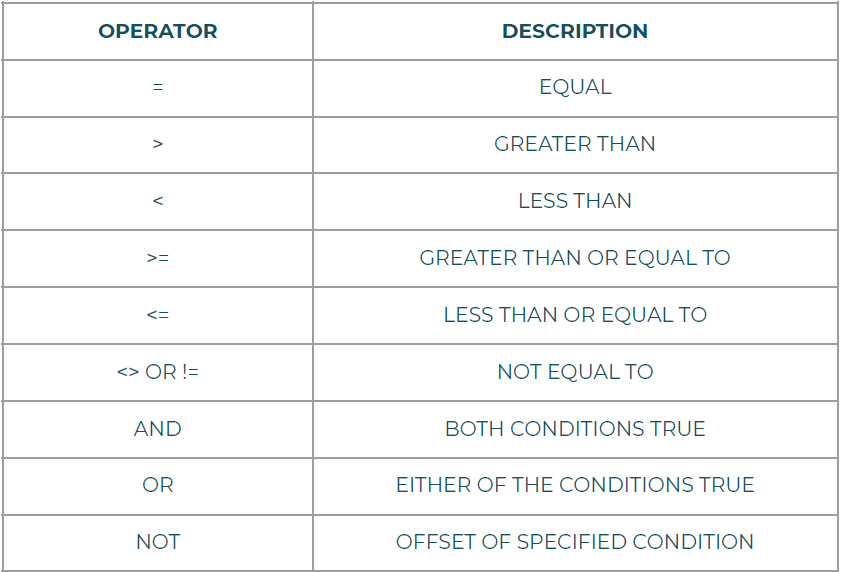 OPERATOR DESCRIPTION
= EQUAL
> GREATER THAN
< LESS THAN
>= GREATER THAN OR EQUAL TO
<= LESS THAN OR EQUAL TO
<> OR != NOT EQUAL TO
AND BOTH CONDITIONS TRUE
OR EITHER OF THE CONDITIONS TRUE
NOT OFFSET OF SPECIFIED CONDITION